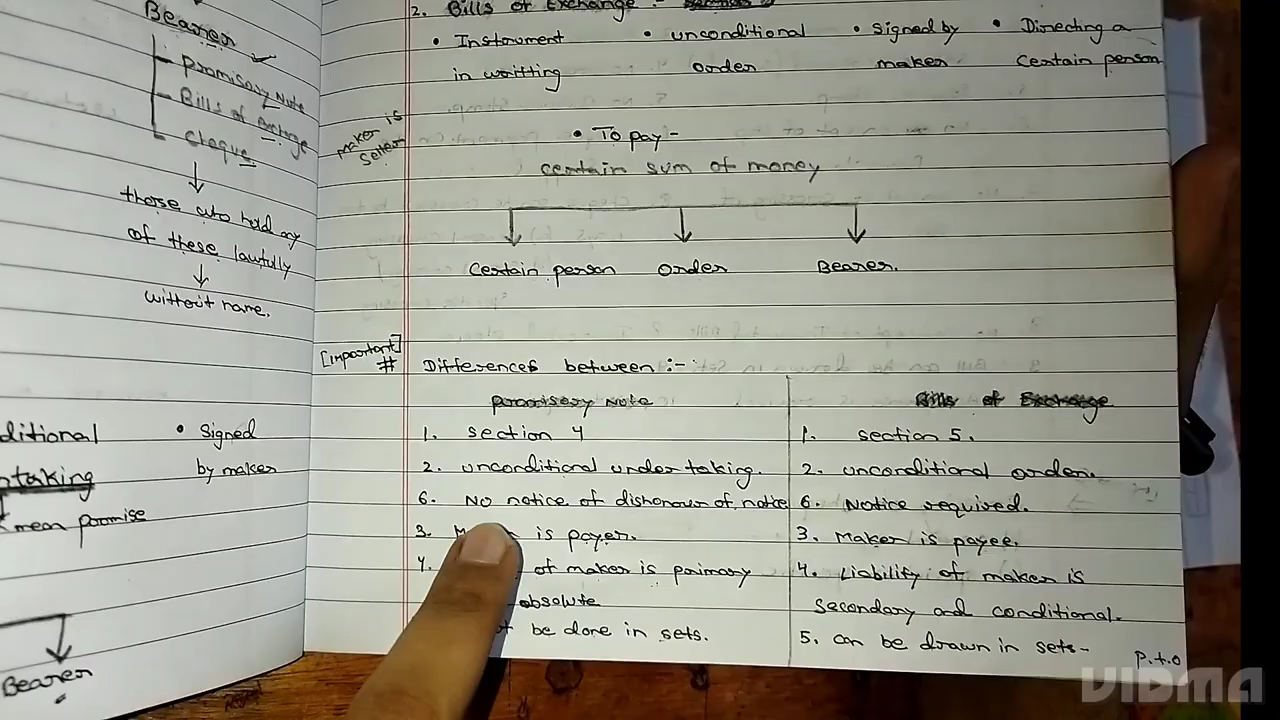 Bearer
Promisory Note
Bills of Exchange
cheque
those who hold any
of these lawfully
without name.
ditional
• Signed
taking
by maker
mean promise
Bearer
2. Bills of Exchange :-
• Instrument • unconditional • signed by • Directing a
in writting order maker certain person
maker is
• To pay -
certain sum of money
certain person order Bearer.
[important]
# Differences between :-
promisory Note Bills of Exchange
1. section 4 1. section 5.
2. unconditional undertaking. 2. unconditional order.
6. No notice of dishonour of notice 6. Notice required.
3. is payer. 3. Maker is payee.
4. of maker is primary 4. Liability of maker is
absolute secondary and conditional.
be done in sets. 5. can be drawn in sets-
P.t.o
VIDMA